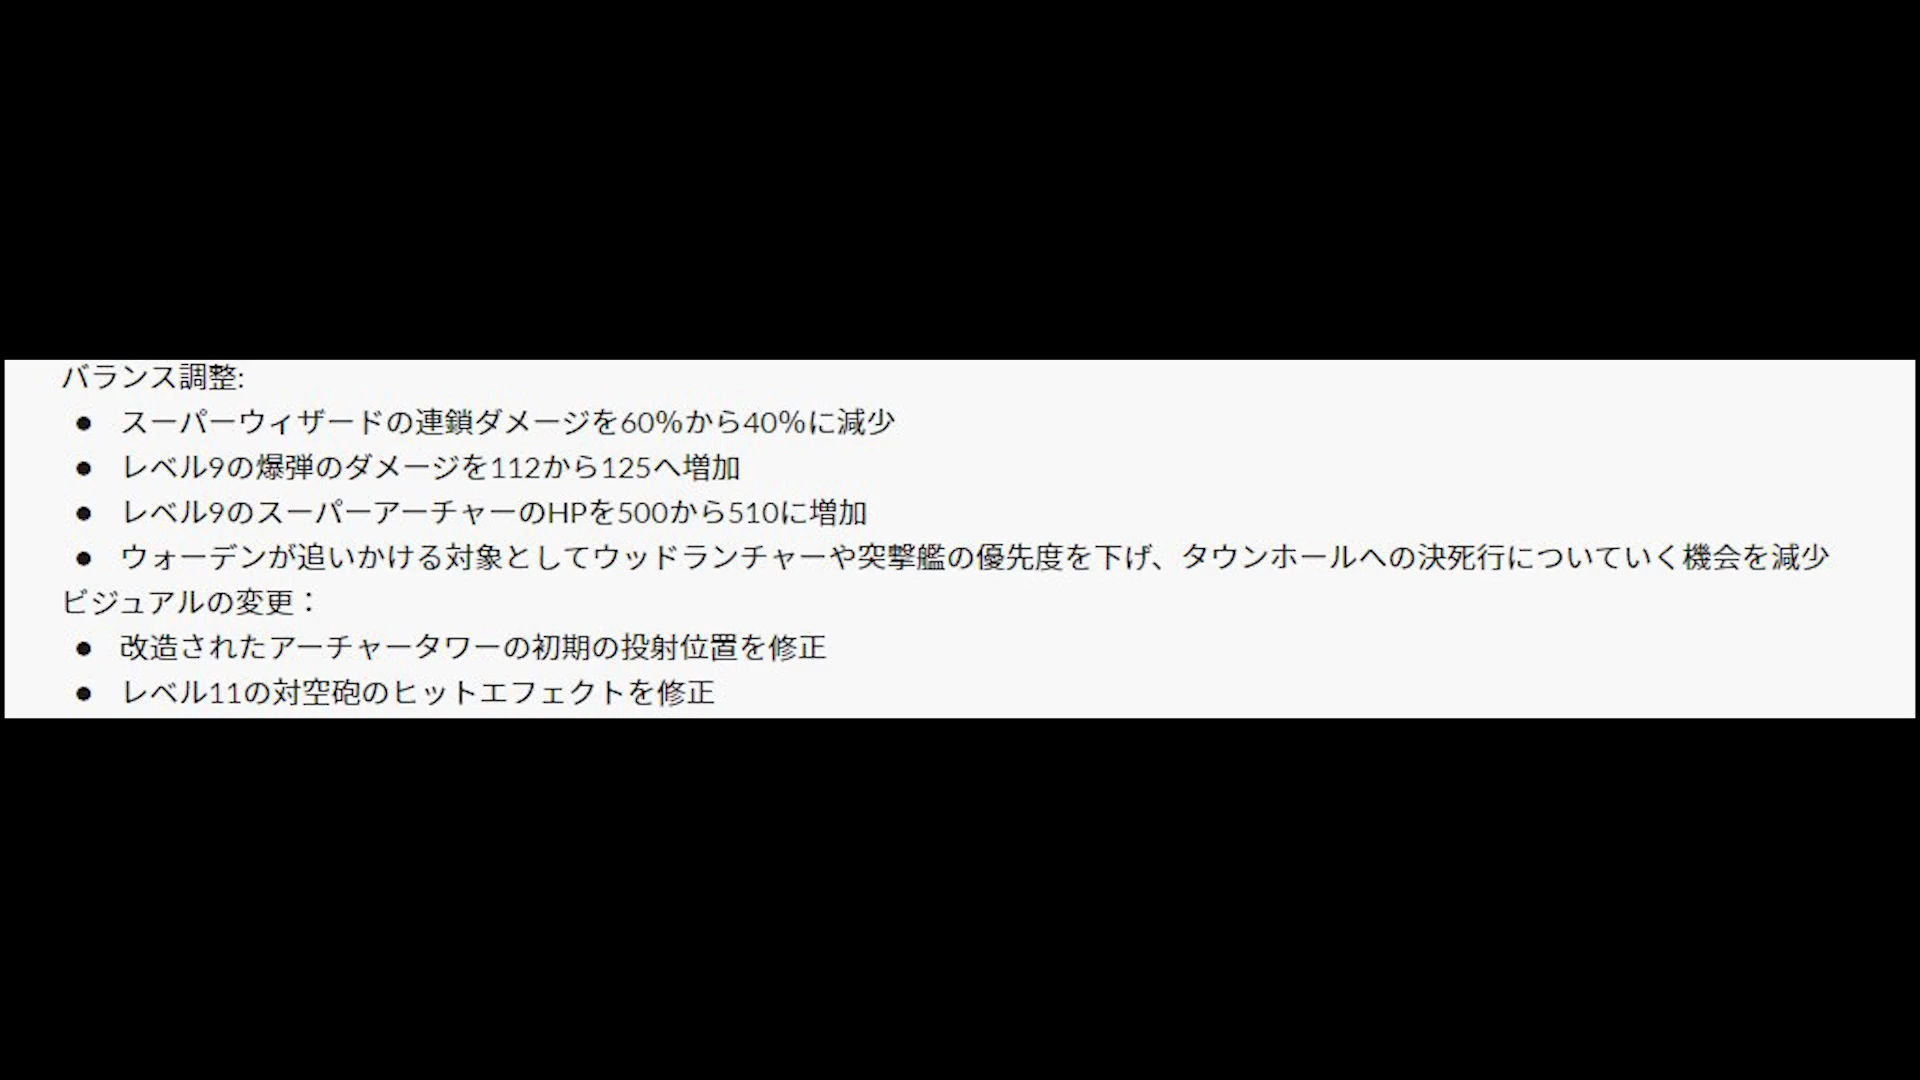 バランス調整:
● スーパーウィザードの連鎖ダメージを60％から40％に減少
● レベル9の爆弾のダメージを112から125へ増加
● レベル9のスーパーアーチャーのHPを500から510に増加
● ウォーデンが追いかける対象としてウッドランチャーや突撃艦の優先度を下げ、タウンホールへの決死行についていく機会を減少
ビジュアルの変更：
● 改造されたアーチャータワーの初期の投射位置を修正
● レベル11の対空砲のヒットエフェクトを修正